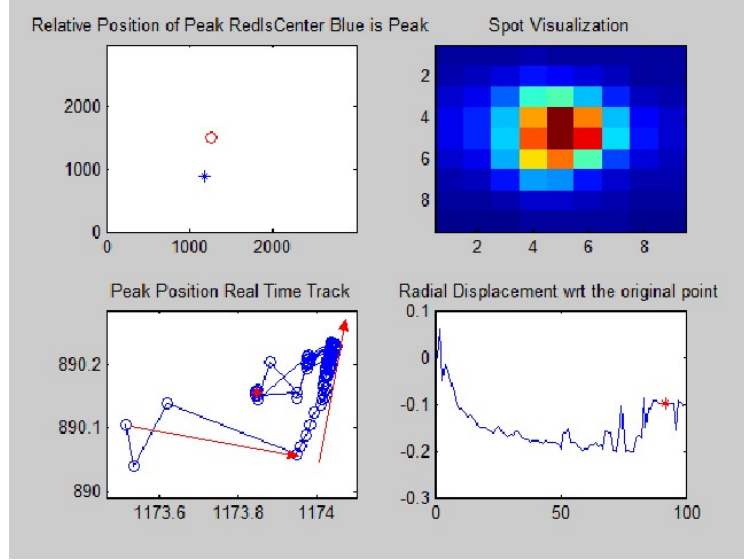 Relative Position of Peak RedIsCenter Blue is Peak
Spot Visualization
2000
1000
0
0 1000 2000
2
4
6
8
2 4 6 8
Peak Position Real Time Track
Radial Displacement wrt the original point
890.2
890.1
890
1173.6 1173.8 1174
0.1
0
-0.1
-0.2
-0.3
0 50 100